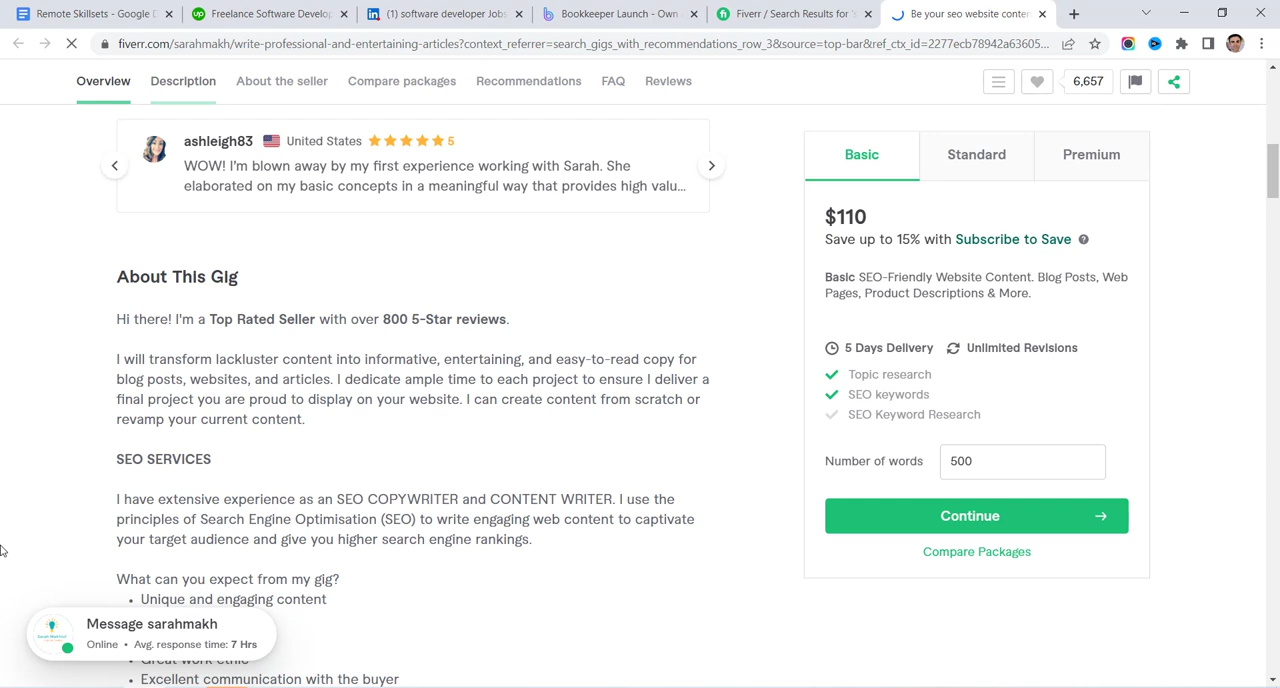 Remote Skillsets - Google D
Freelance Software Develop
(1) software developer Jobs
Bookkeeper Launch - Own
Fiverr / Search Results for 's
Be your seo website conten
fiverr.com/sarahmakh/write-professional-and-entertaining-articles?context_referrer=search_gigs_with_recommendations_row_3&source=top-bar&ref_ctx_id=2277ecb78942a63605...
Overview
Description
About the seller
Compare packages
Recommendations
FAQ
Reviews
6,657
ashleigh83 United States 5
WOW! I'm blown away by my first experience working with Sarah. She
elaborated on my basic concepts in a meaningful way that provides high valu...
About This Gig
Hi there! I'm a Top Rated Seller with over 800 5-Star reviews.
I will transform lackluster content into informative, entertaining, and easy-to-read copy for
blog posts, websites, and articles. I dedicate ample time to each project to ensure I deliver a
final project you are proud to display on your website. I can create content from scratch or
revamp your current content.
SEO SERVICES
I have extensive experience as an SEO COPYWRITER and CONTENT WRITER. I use the
principles of Search Engine Optimisation (SEO) to write engaging web content to captivate
your target audience and give you higher search engine rankings.
What can you expect from my gig?
• Unique and engaging content
• Great work ethic
• Excellent communication with the buyer
Message sarahmakh
Online • Avg. response time: 7 Hrs
Basic
Standard
Premium
$110
Save up to 15% with Subscribe to Save
Basic SEO-Friendly Website Content. Blog Posts, Web
Pages, Product Descriptions & More.
5 Days Delivery
Unlimited Revisions
Topic research
SEO keywords
SEO Keyword Research
Number of words 500
Continue
Compare Packages